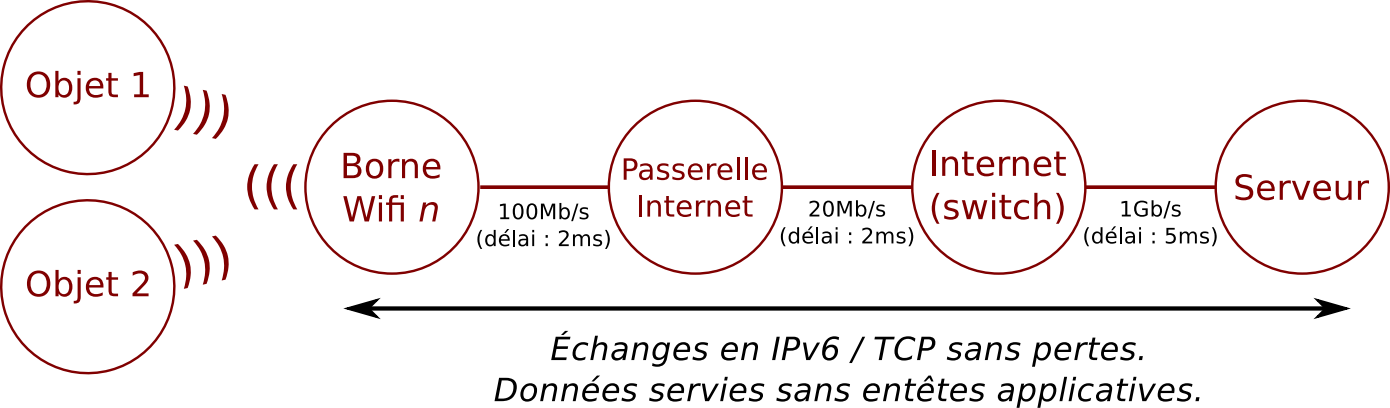 Objet 1
Objet 2
Borne
Wifi n
Passerelle
Internet
Internet
(switch)
Serveur
100Mb/s
(délai : 2ms)
20Mb/s
(délai : 2ms)
1Gb/s
(délai : 5ms)
Échanges en IPv6 / TCP sans pertes.
Données servies sans entêtes applicatives.